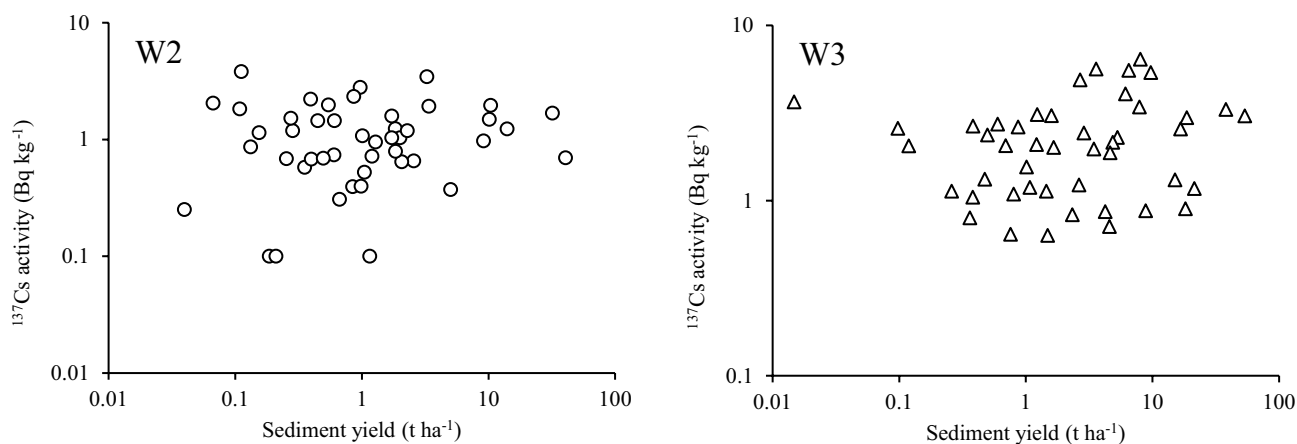 W2
10
1
0.1
0.01
0.01 0.1 1 10 100
Sediment yield (t ha⁻¹)
¹³⁷Cs activity (Bq kg⁻¹)
W3
10
1
0.1
0.01 0.1 1 10 100
Sediment yield (t ha⁻¹)
¹³⁷Cs activity (Bq kg⁻¹)